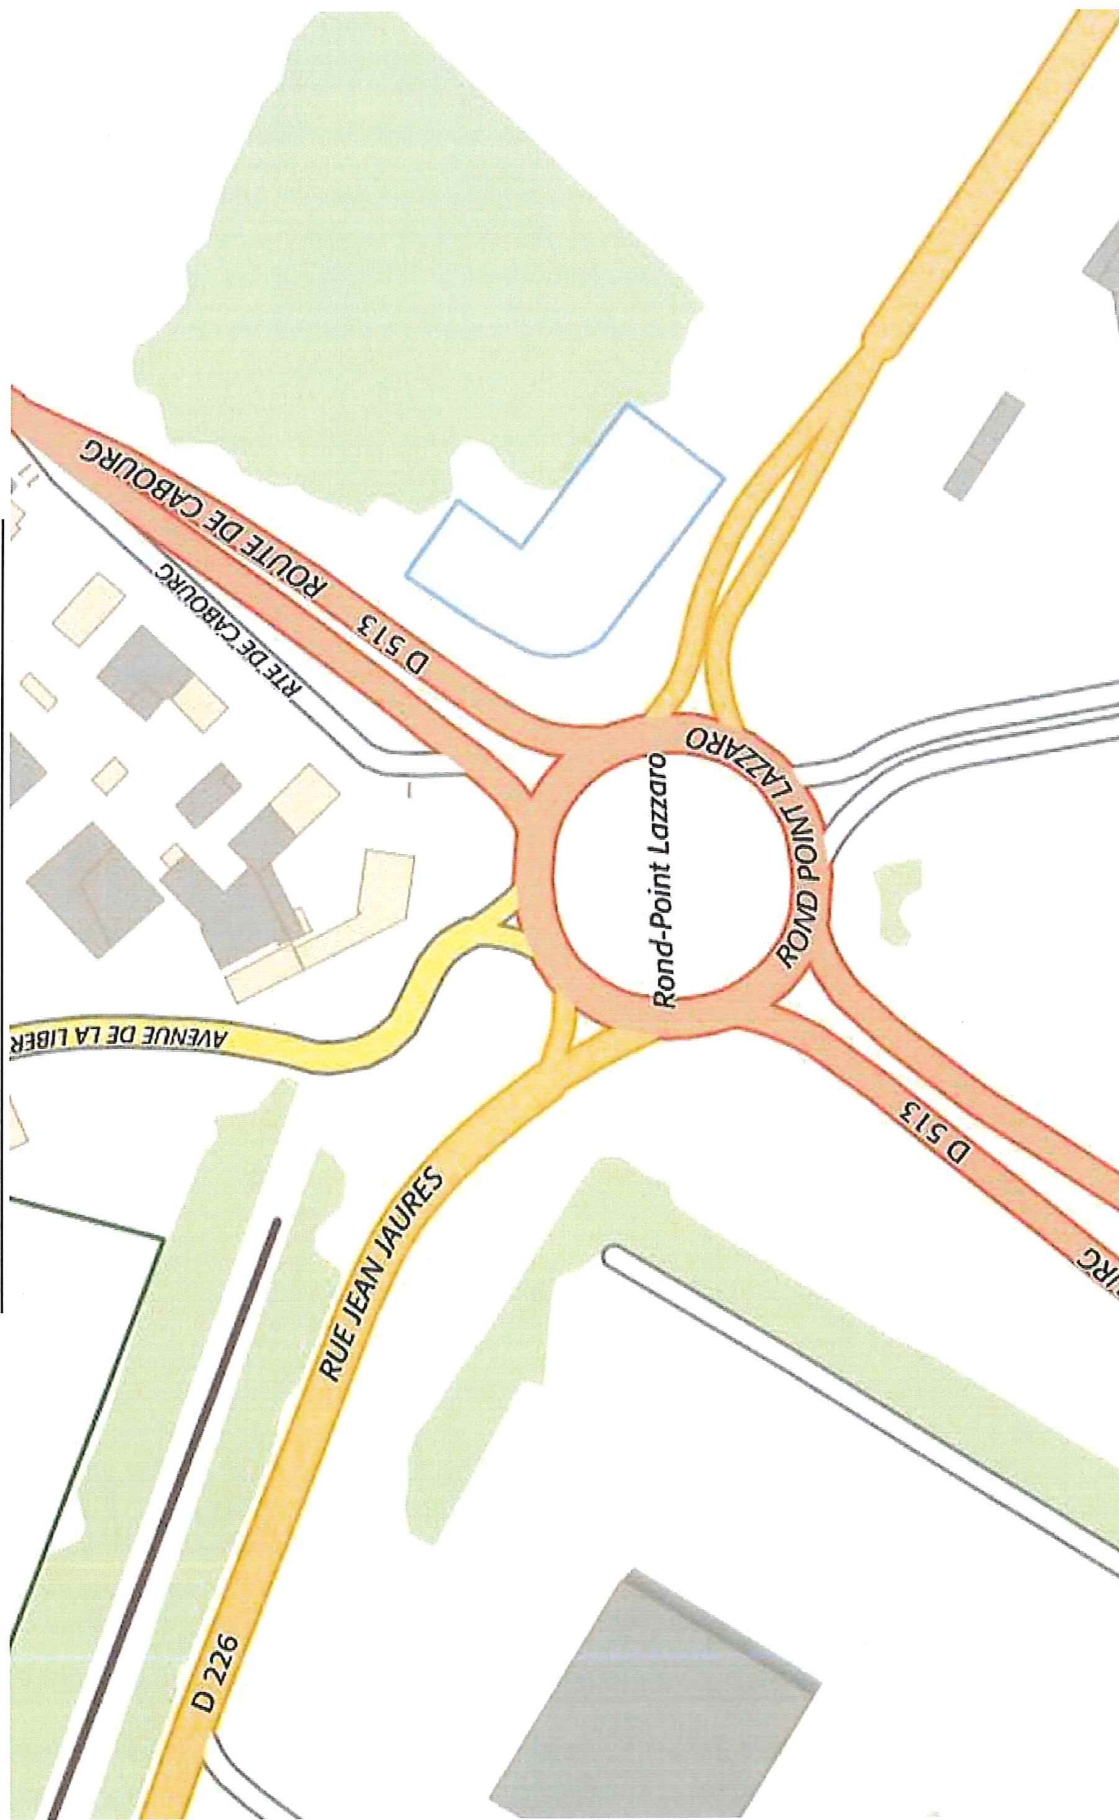 ROUTE DE CABOURG
RTE DE CABOURG
D 513
ROND POINT LAZZARO
Rond-Point Lazzaro
AVENUE DE LA LIBER
D 513
URG
RUE JEAN JAURES
D 226